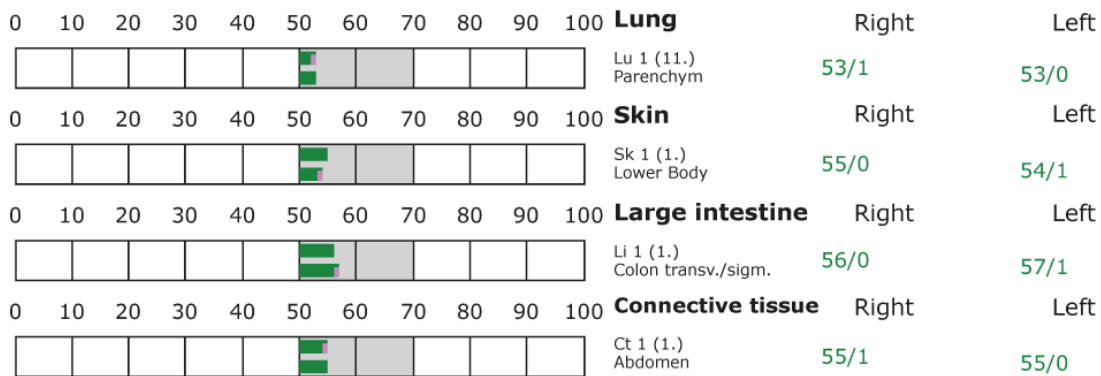 0 10 20 30 40 50 60 70 80 90 100 Lung Right Left
Lu 1 (11.) 53/1 53/0
Parenchym
0 10 20 30 40 50 60 70 80 90 100 Skin Right Left
Sk 1 (1.) 55/0 54/1
Lower Body
0 10 20 30 40 50 60 70 80 90 100 Large intestine Right Left
Li 1 (1.) 56/0 57/1
Colon transv./sigm.
0 10 20 30 40 50 60 70 80 90 100 Connective tissue Right Left
Ct 1 (1.) 55/1 55/0
Abdomen